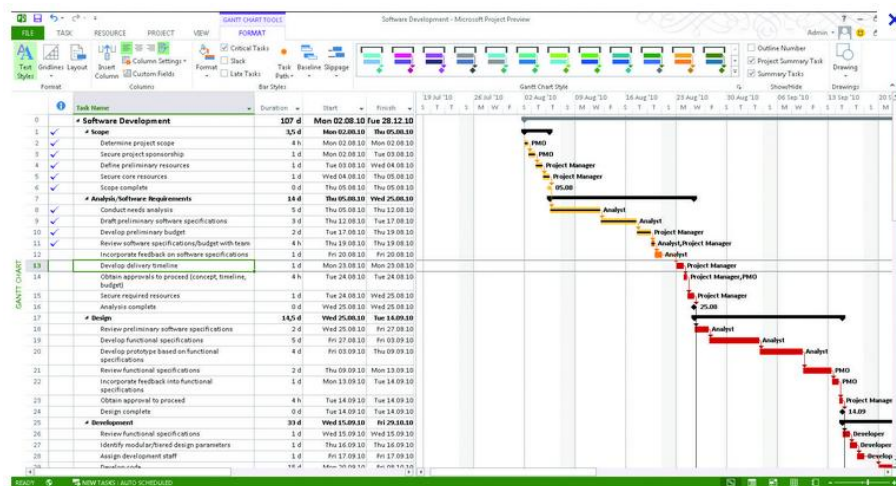 GANTT CHART TOOLS
Software Development - Microsoft Project Preview
FILE TASK RESOURCE PROJECT VIEW FORMAT
Admin
Text Styles
Gridlines
Layout
Insert Column
Column Settings
Custom Fields
Format
Critical Tasks
Slack
Late Tasks
Task Path
Baseline
Slippage
Outline Number
Project Summary Task
Summary Tasks
Drawing
Format Columns Bar Styles Gantt Chart Style Show/Hide Drawings
19 Jul '10 02 Aug '10 09 Aug '10 16 Aug '10 23 Aug '10 30 Aug '10 06 Sep '10 13 Sep '10
Task Name Duration Start Finish
0 Software Development 107 d Mon 02.08.10 Tue 28.12.10
1 Scope 3,5 d Mon 02.08.10 Thu 05.08.10
2 Determine project scope 4 h Mon 02.08.10 Mon 02.08.10 PMO
3 Secure project sponsorship 1 d Mon 02.08.10 Tue 03.08.10 PMO
4 Define preliminary resources 1 d Tue 03.08.10 Wed 04.08.10 Project Manager
5 Secure core resources 1 d Wed 04.08.10 Thu 05.08.10 Project Manager
6 Scope complete 0 d Thu 05.08.10 Thu 05.08.10 05.08
7 Analysis/Software Requirements 14 d Thu 05.08.10 Wed 25.08.10
8 Conduct needs analysis 5 d Thu 05.08.10 Thu 12.08.10 Analyst
9 Draft preliminary software specifications 3 d Thu 12.08.10 Tue 17.08.10 Analyst
10 Develop preliminary budget 2 d Tue 17.08.10 Thu 19.08.10 Project Manager
11 Review software specifications/budget with team 4 h Thu 19.08.10 Thu 19.08.10 Analyst,Project Manager
12 Incorporate feedback on software specifications 1 d Fri 20.08.10 Fri 20.08.10 Analyst
13 Develop delivery timeline 1 d Mon 23.08.10 Mon 23.08.10 Project Manager
14 Obtain approvals to proceed (concept, timeline, 4 h Tue 24.08.10 Tue 24.08.10 Project Manager,PMO
budget)
15 Secure required resources 1 d Tue 24.08.10 Wed 25.08.10 Project Manager
16 Analysis complete 0 d Wed 25.08.10 Wed 25.08.10 25.08
17 Design 14,5 d Wed 25.08.10 Tue 14.09.10
18 Review preliminary software specifications 2 d Wed 25.08.10 Fri 27.08.10 Analyst
19 Develop functional specifications 5 d Fri 27.08.10 Fri 03.09.10 Analyst
20 Develop prototype based on functional 4 d Fri 03.09.10 Thu 09.09.10 Analyst
specifications
21 Review functional specifications 2 d Thu 09.09.10 Mon 13.09.10 PMO
22 Incorporate feedback into functional 1 d Mon 13.09.10 Tue 14.09.10 PMO
specifications
23 Obtain approval to proceed 4 h Tue 14.09.10 Tue 14.09.10 Project Manage
24 Design complete 0 d Tue 14.09.10 Tue 14.09.10 14.09
25 Development 33 d Wed 15.09.10 Fri 29.10.10
26 Review functional specifications 1 d Wed 15.09.10 Wed 15.09.10 Developer
27 Identify modular/tiered design parameters 1 d Thu 16.09.10 Thu 16.09.10 Developer
28 Assign development staff 1 d Fri 17.09.10 Fri 17.09.10 Develop
29 Develop code 15 d Mon 20.09.10 Fri 08.10.10
GANTT CHART
READY NEW TASKS : AUTO SCHEDULED